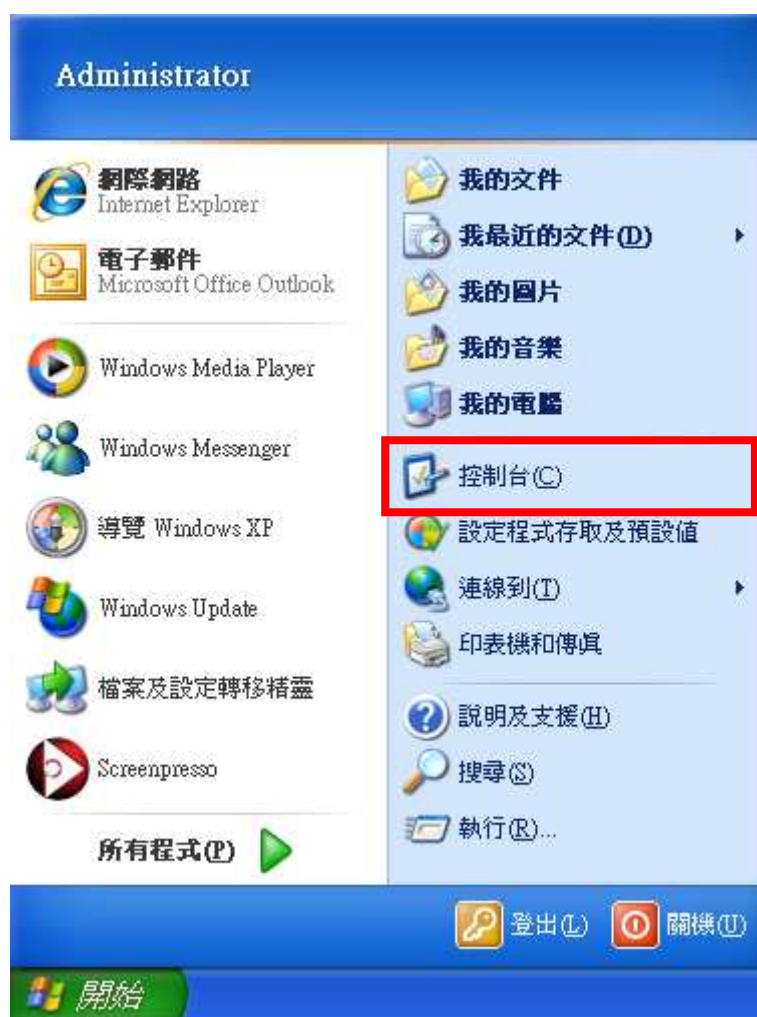 Administrator
網際網路
Internet Explorer
電子郵件
Microsoft Office Outlook
Windows Media Player
Windows Messenger
導覽 Windows XP
Windows Update
檔案及設定轉移精靈
Screenpresso
所有程式(P)
我的文件
我最近的文件(D)
我的圖片
我的音樂
我的電腦
控制台(C)
設定程式存取及預設值
連線到(T)
印表機和傳真
說明及支援(H)
搜尋(S)
執行(R)...
登出(L)
關機(U)
開始